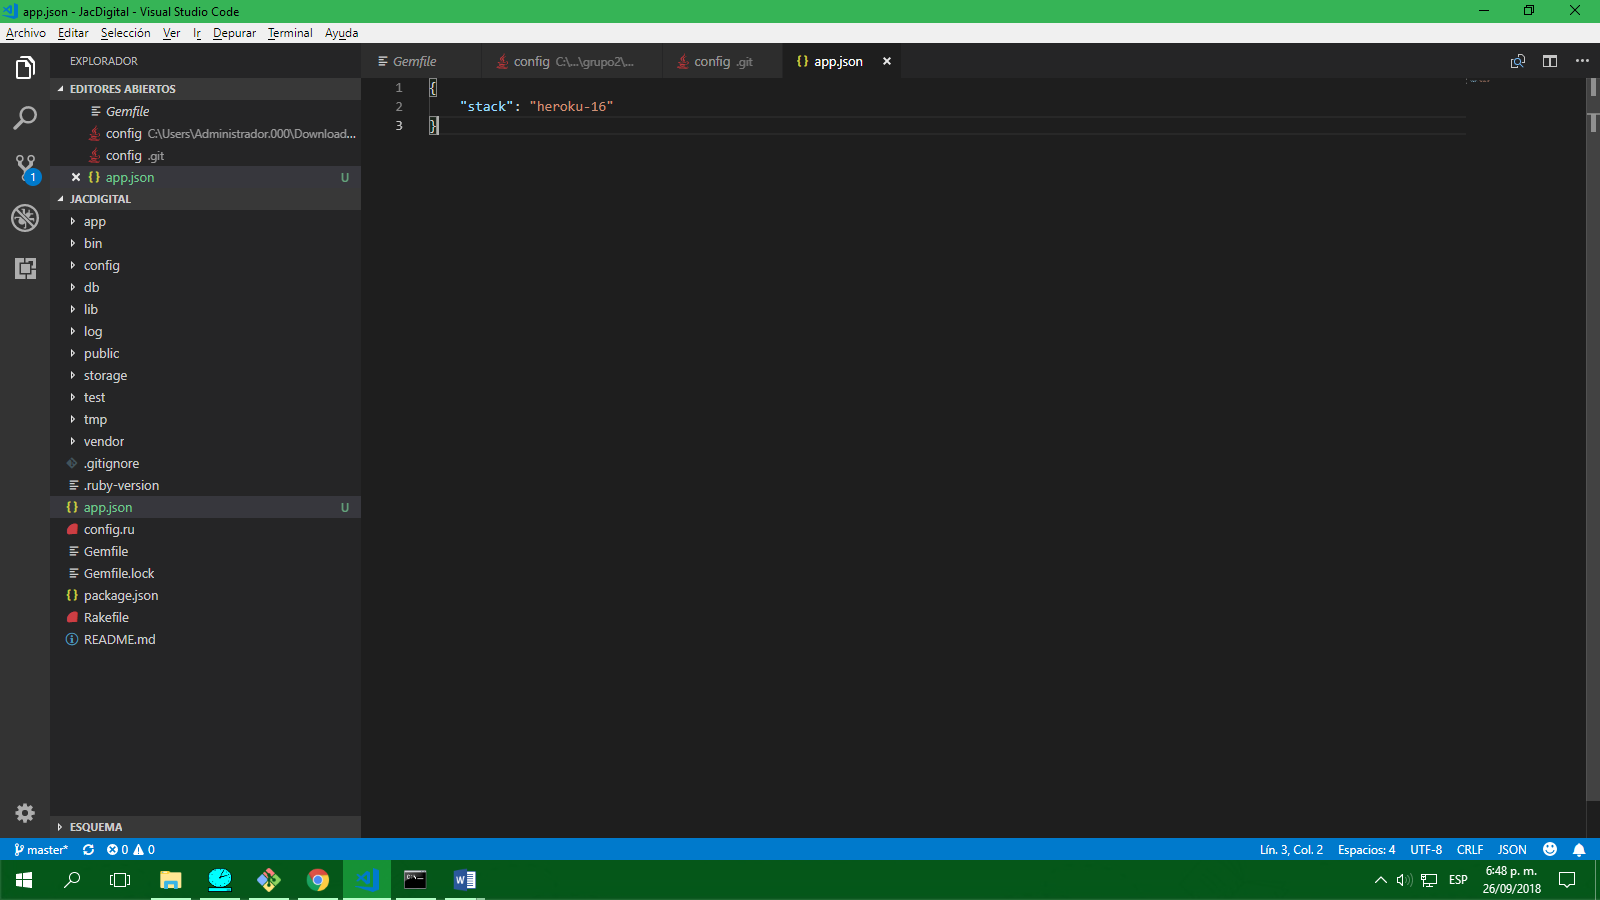 app.json - JacDigital - Visual Studio Code
Archivo Editar Selección Ver Ir Depurar Terminal Ayuda
EXPLORADOR
EDITORES ABIERTOS
Gemfile
config C:\Users\Administrador.000\Download...
config .git
app.json U
JACDIGITAL
app
bin
config
db
lib
log
public
storage
test
tmp
vendor
.gitignore
.ruby-version
app.json U
config.ru
Gemfile
Gemfile.lock
package.json
Rakefile
README.md
ESQUEMA
Gemfile config C:\...\grupo2\... config .git app.json
1 {
2 "stack": "heroku-16"
3 }
1
master* 0 0 Lín. 3, Col. 2 Espacios: 4 UTF-8 CRLF JSON
ESP 6:48 p. m.
26/09/2018